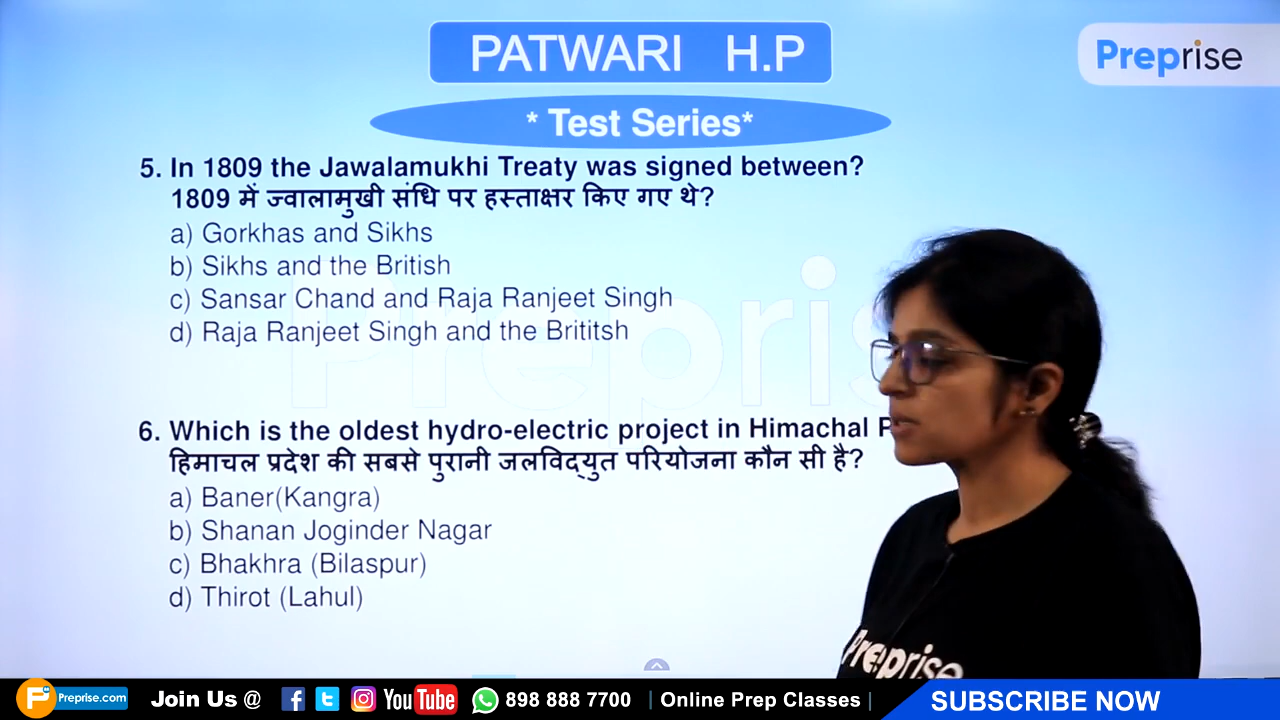 PATWARI H.P
Preprise
* Test Series*
5. In 1809 the Jawalamukhi Treaty was signed between?
1809 में ज्वालामुखी संधि पर हस्ताक्षर किए गए थे?
a) Gorkhas and Sikhs
b) Sikhs and the British
c) Sansar Chand and Raja Ranjeet Singh
d) Raja Ranjeet Singh and the Brititsh
6. Which is the oldest hydro-electric project in Himachal P
हिमाचल प्रदेश की सबसे पुरानी जलविद्युत परियोजना कौन सी है?
a) Baner(Kangra)
b) Shanan Joginder Nagar
c) Bhakhra (Bilaspur)
d) Thirot (Lahul)
Preprise
Preprise.com Join Us @ YouTube 898 888 7700 | Online Prep Classes | SUBSCRIBE NOW